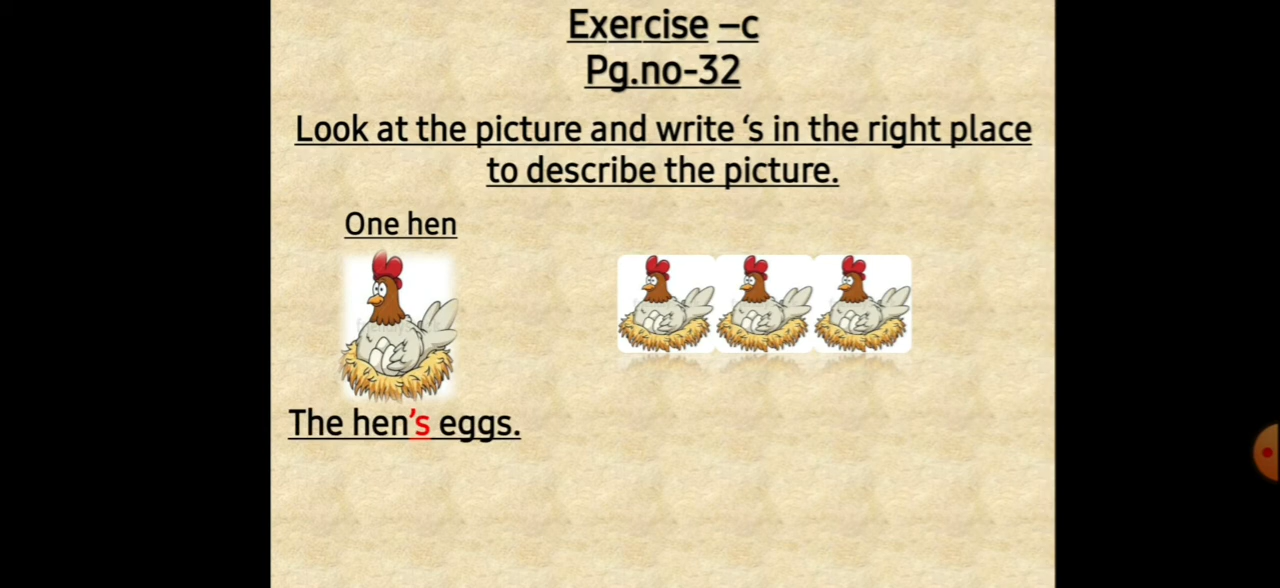 Exercise –c
Pg.no-32
Look at the picture and write ‘s in the right place
to describe the picture.
One hen
The hen’s eggs.